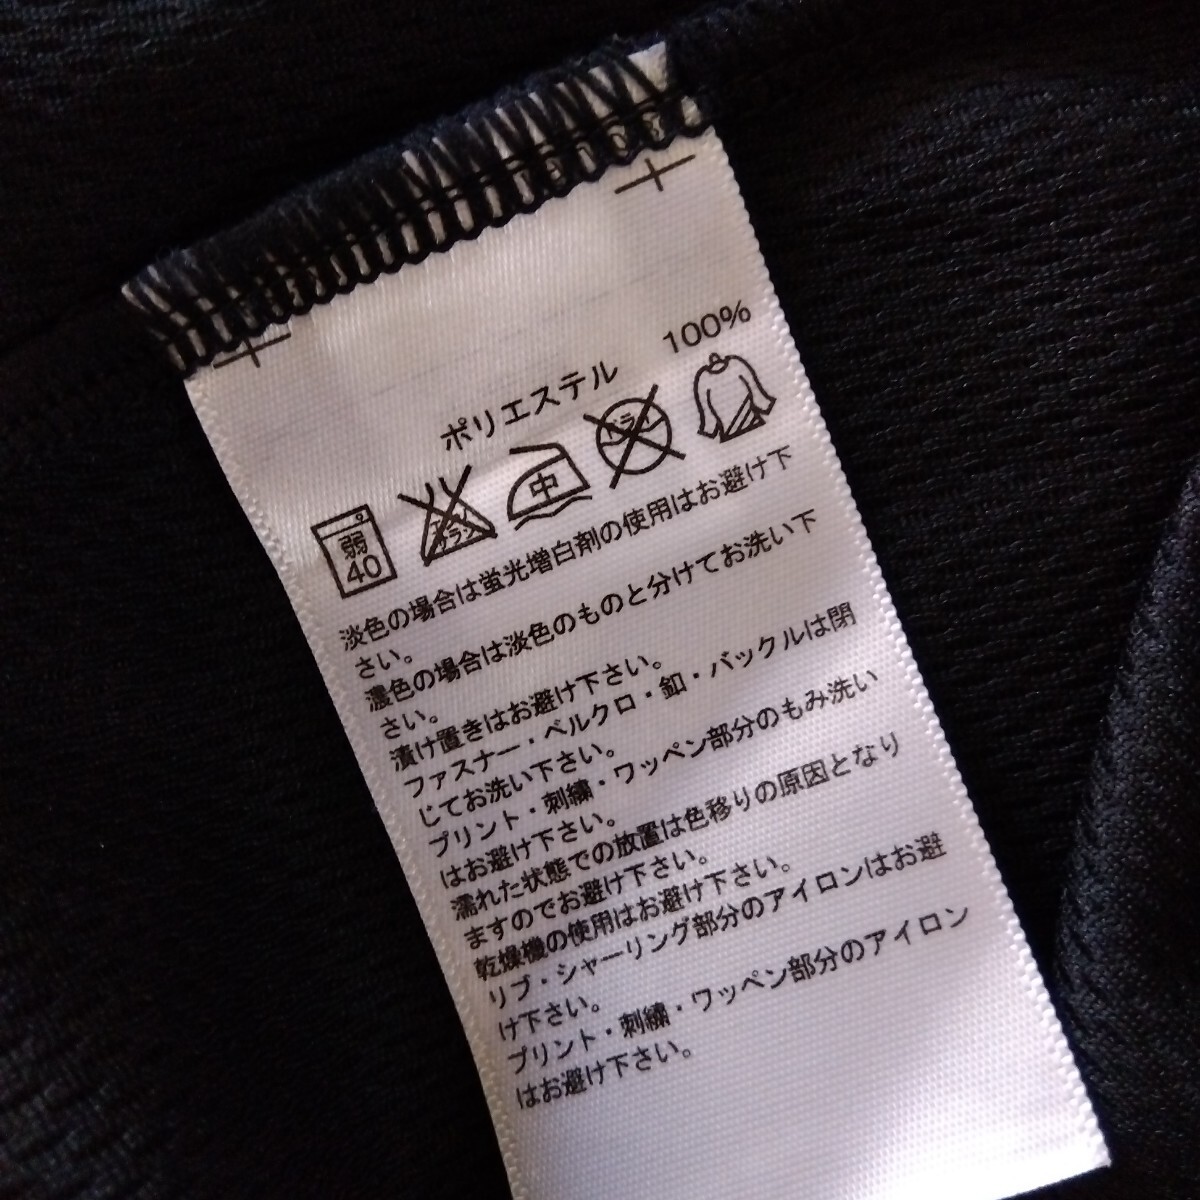 ポリエステル 100%
弱 40 エンソ サラシ 中 ドライ
淡色の場合は蛍光増白剤の使用はお避け下
さい。
濃色の場合は淡色のものと分けてお洗い下
さい。
漬け置きはお避け下さい。
ファスナー・ベルクロ・釦・バックルは閉
じてお洗い下さい。
プリント・刺繍・ワッペン部分のもみ洗い
はお避け下さい。
濡れた状態での放置は色移りの原因となり
ますのでお避け下さい。
乾燥機の使用はお避け下さい。
リブ・シャーリング部分のアイロンはお避
け下さい。
プリント・刺繍・ワッペン部分のアイロン
はお避け下さい。